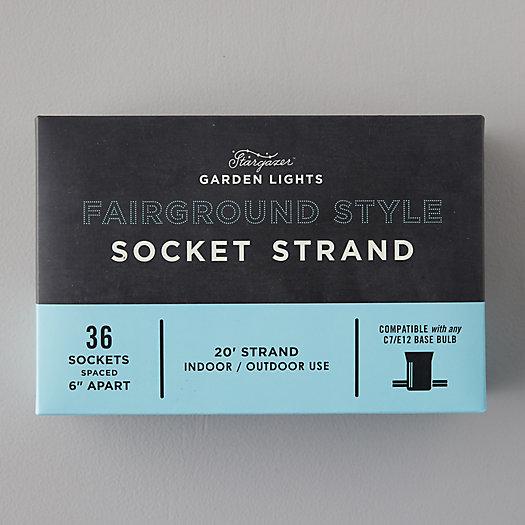 Stargazer™
GARDEN LIGHTS
FAIRGROUND STYLE
SOCKET STRAND
36
SOCKETS
SPACED
6" APART
20' STRAND
INDOOR / OUTDOOR USE
COMPATIBLE with any
C7/E12 BASE BULB